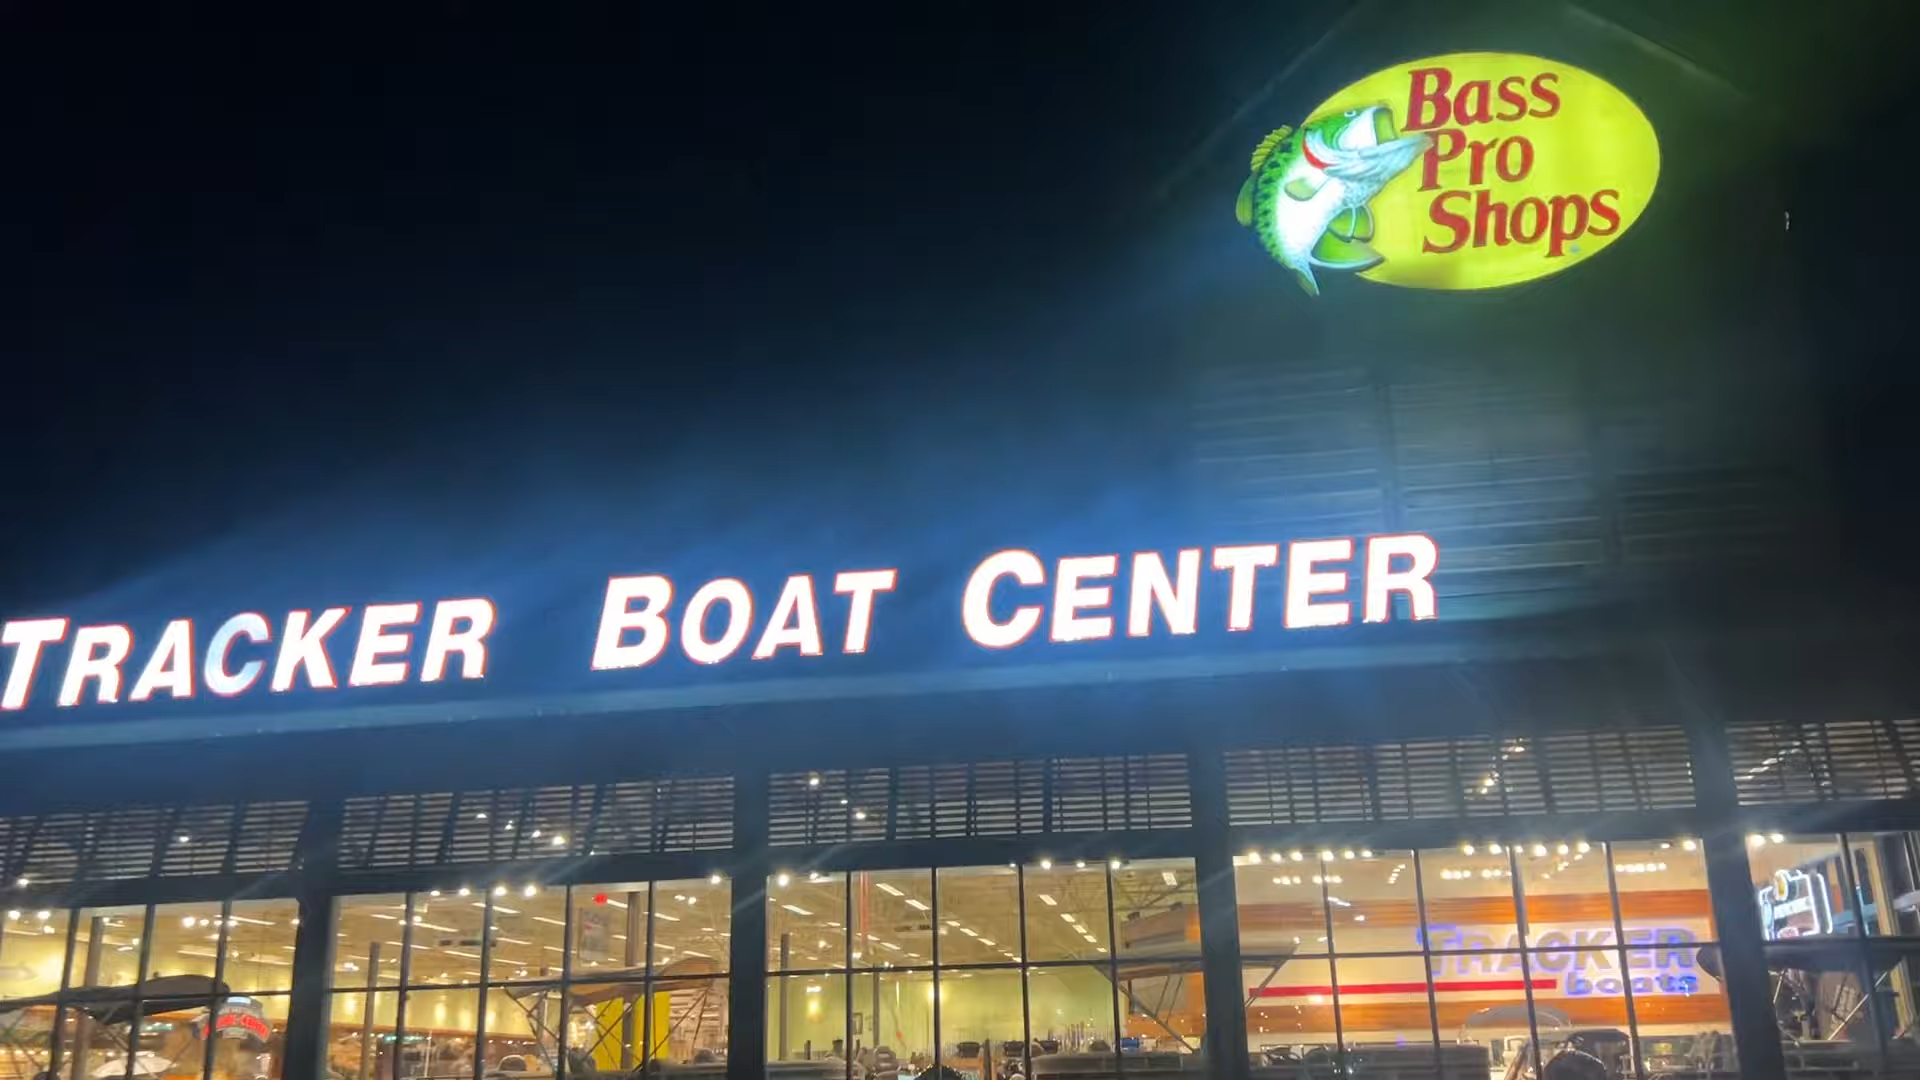 Bass
Pro
Shops
TRACKER BOAT CENTER
TRACKER
boats